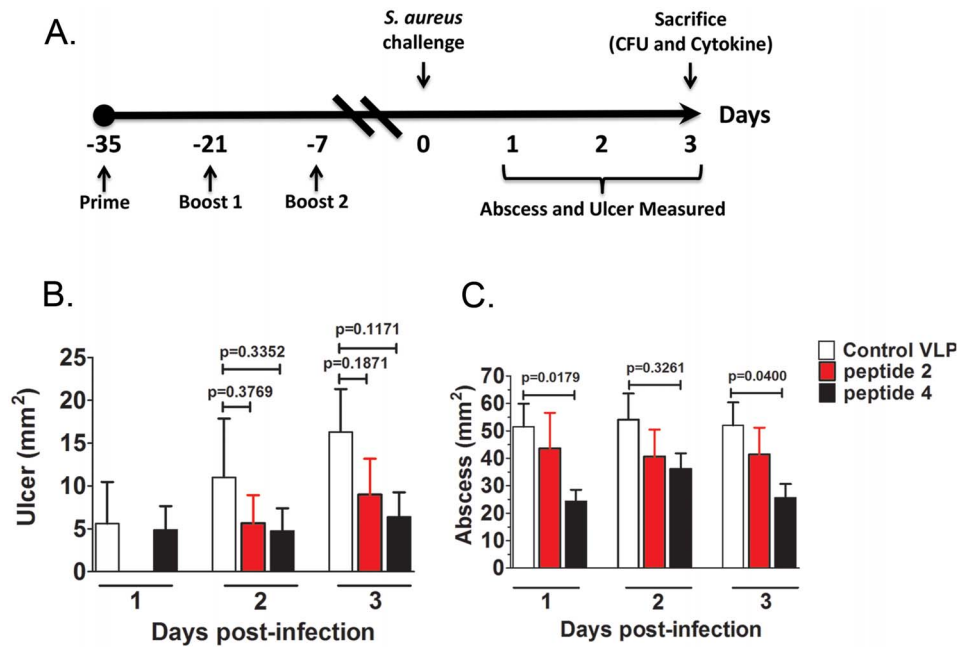 A.
S. aureus
challenge
Sacrifice
(CFU and Cytokine)
Days
-35
-21
-7
0
1
2
3
Prime
Boost 1
Boost 2
Abscess and Ulcer Measured
B.
p=0.3352
p=0.3769
p=0.1171
p=0.1871
Ulcer (mm²)
25
20
15
10
5
0
1
2
3
Days post-infection
C.
p=0.0179
p=0.3261
p=0.0400
Abscess (mm²)
70
60
50
40
30
20
10
0
1
2
3
Days post-infection
Control VLP
peptide 2
peptide 4